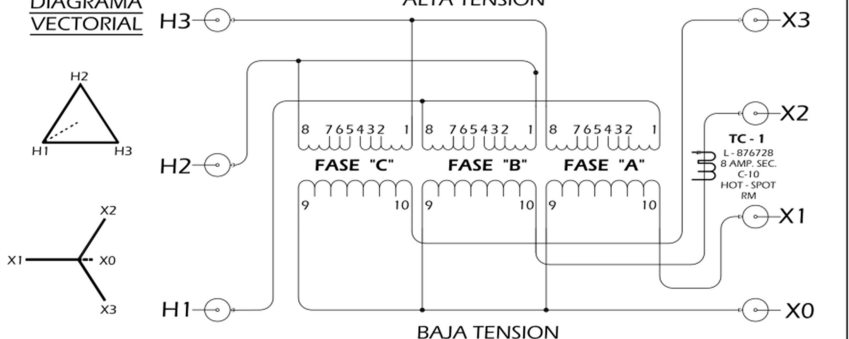 DIAGRAMA
VECTORIAL
ALTA TENSION
H3
X3
H2
H1
H3
8 765432 1
8 765432 1
8 765432 1
X2
TC - 1
L - 876728
8 AMP. SEC.
C-10
HOT - SPOT
RM
H2
FASE "C"
FASE "B"
FASE "A"
9 10
9 10
9 10
X1
X2
X1
X0
X3
H1
X0
BAJA TENSION